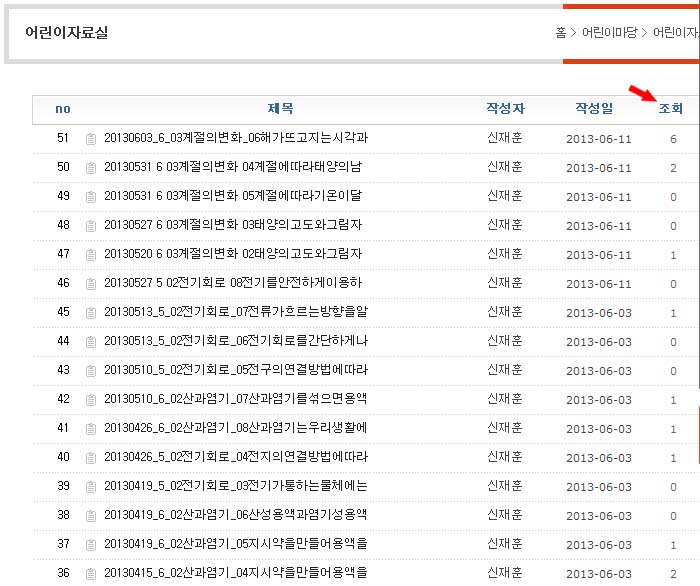 어린이자료실
홈 > 어린이마당 > 어린이자
no 제목 작성자 작성일 조회
51 20130603_6_03계절의변화_06해가뜨고지는시각과 신재훈 2013-06-11 6
50 20130531 6 03계절의변화 04계절에따라태양의남 신재훈 2013-06-11 2
49 20130531 6 03계절의변화 05계절에따라기온이달 신재훈 2013-06-11 0
48 20130527 6 03계절의변화 03태양의고도와그림자 신재훈 2013-06-11 0
47 20130520 6 03계절의변화 02태양의고도와그림자 신재훈 2013-06-11 1
46 20130527 5 02전기회로 08전기를안전하게이용하 신재훈 2013-06-11 0
45 20130513_5_02전기회로_07전류가흐르는방향을알 신재훈 2013-06-03 1
44 20130513_5_02전기회로_06전기회로를간단하게나 신재훈 2013-06-03 0
43 20130510_5_02전기회로_05전구의연결방법에따라 신재훈 2013-06-03 0
42 20130510_6_02산과염기_07산과염기를섞으면용액 신재훈 2013-06-03 1
41 20130426_6_02산과염기_08산과염기는우리생활에 신재훈 2013-06-03 1
40 20130426_5_02전기회로_04전지의연결방법에따라 신재훈 2013-06-03 1
39 20130419_5_02전기회로_03전기가통하는물체에는 신재훈 2013-06-03 0
38 20130419_6_02산과염기_06산성용액과염기성용액 신재훈 2013-06-03 0
37 20130419_6_02산과염기_05지시약을만들어용액을 신재훈 2013-06-03 1
36 20130415_6_02산과염기_04지시약을만들어용액을 신재훈 2013-06-03 2